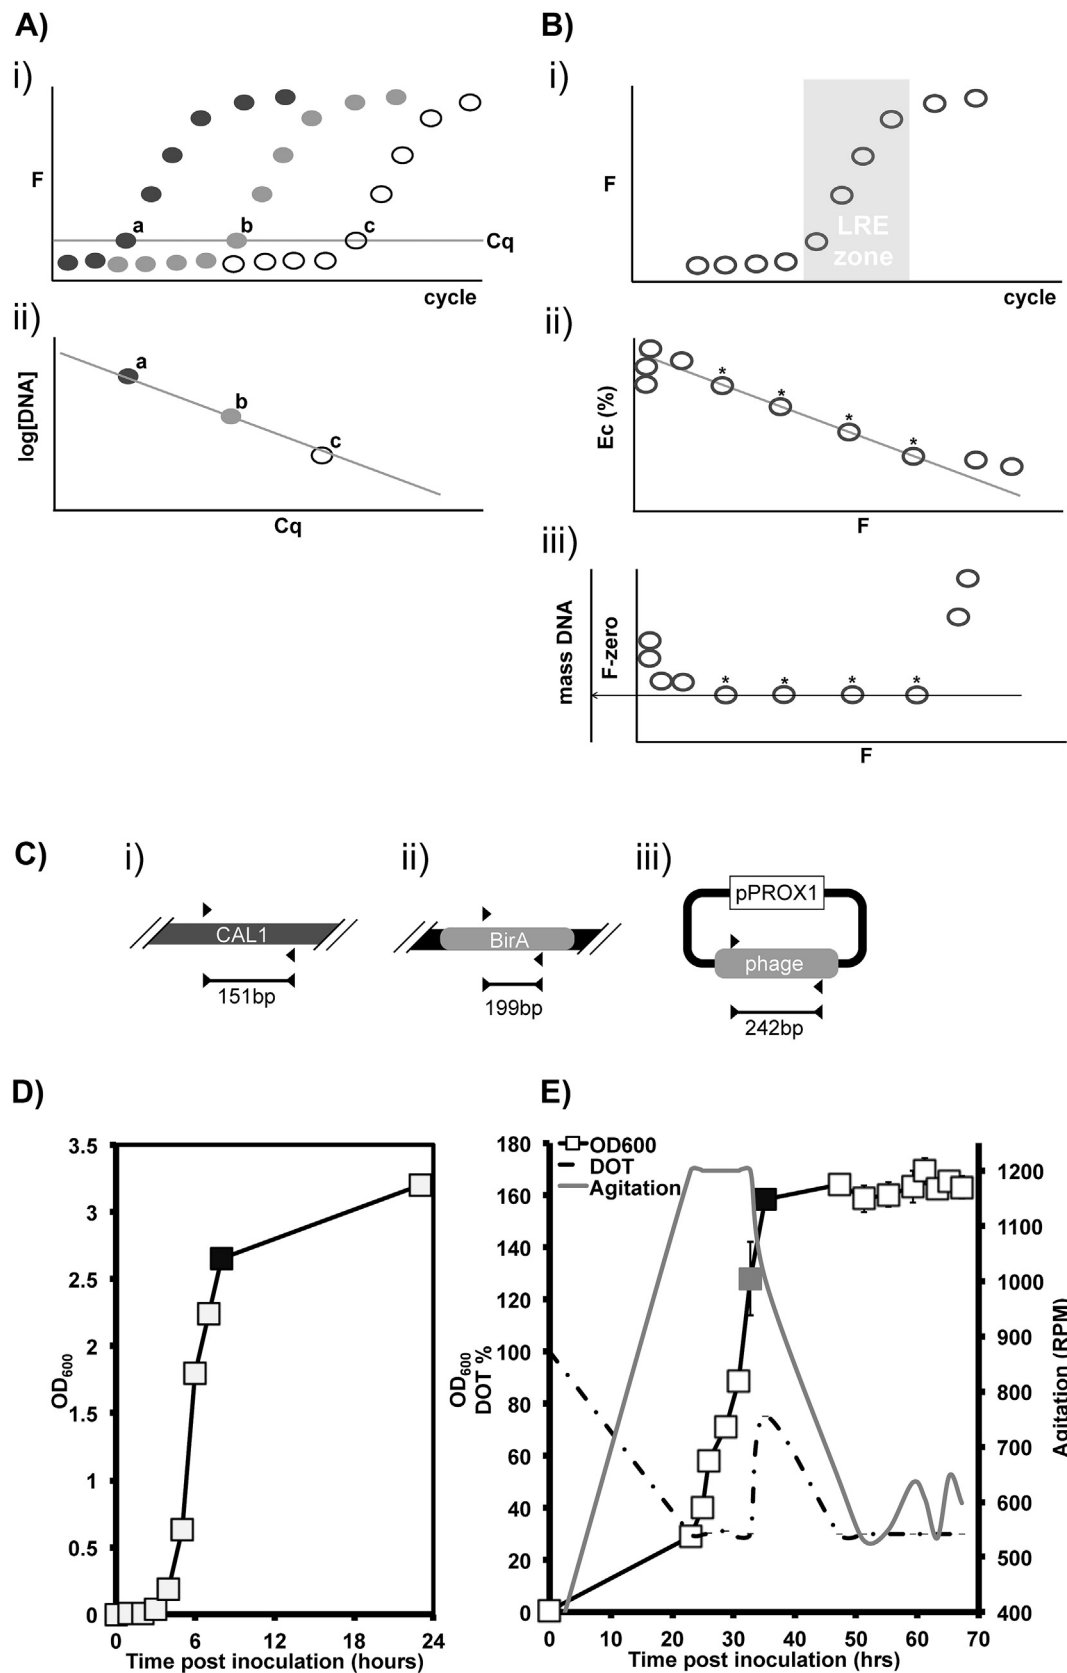 A)
B)
i)
i)
F
a
b
c
Cq
cycle
F
LRE
zone
cycle
ii)
ii)
log[DNA]
a
b
c
Cq
Ec (%)
*
*
*
*
F
iii)
mass DNA
F-zero
*
*
*
*
F
C)
i)
ii)
iii)
CAL1
151bp
BirA
199bp
pPROX1
phage
242bp
D)
E)
3.5
3
2.5
2
1.5
1
0.5
0
OD600
0
6
12
18
24
Time post inoculation (hours)
OD600
DOT
Agitation
180
160
140
120
100
80
60
40
20
0
OD600
DOT %
1200
1100
1000
900
800
700
600
500
400
Agitation (RPM)
0
10
20
30
40
50
60
70
Time post inoculation (hrs)